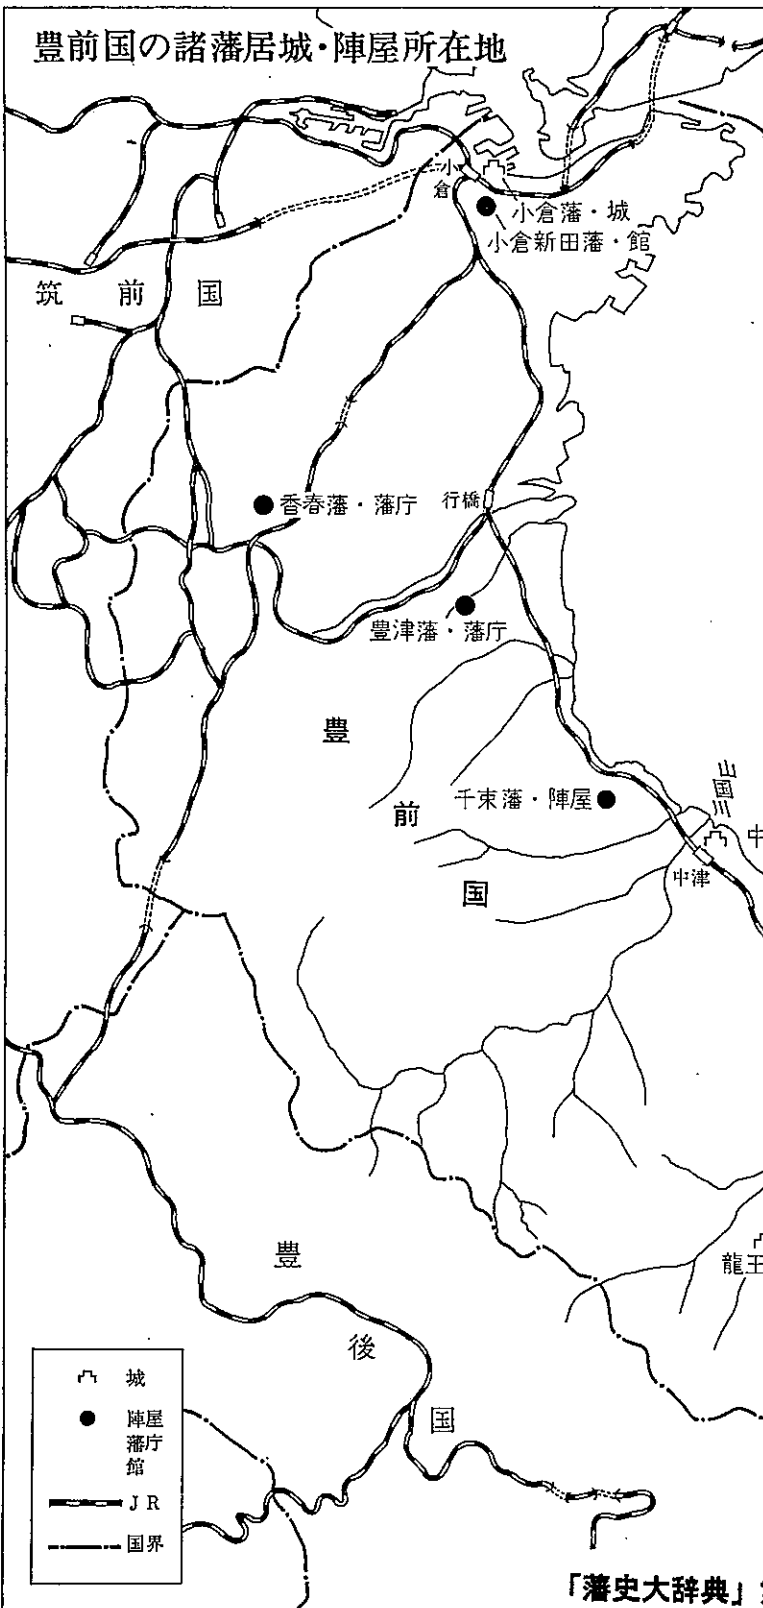 豊前国の諸藩居城・陣屋所在地
小倉
小倉藩・城
小倉新田藩・館
筑前国
香春藩・藩庁
行橋
豊津藩・藩庁
豊前国
千束藩・陣屋
山国川
中
中津
龍王
豊後国
城
陣屋
藩庁
館
JR
国界
「藩史大辞典」